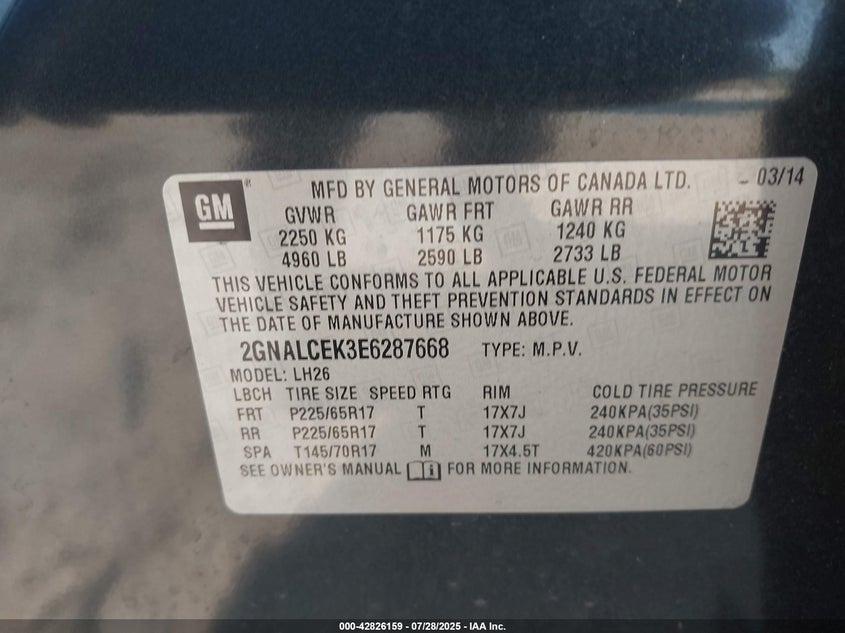 GM
MFD BY GENERAL MOTORS OF CANADA LTD. - 03/14
GVWR GAWR FRT GAWR RR
2250 KG 1175 KG 1240 KG
4960 LB 2590 LB 2733 LB
THIS VEHICLE CONFORMS TO ALL APPLICABLE U.S. FEDERAL MOTOR
VEHICLE SAFETY AND THEFT PREVENTION STANDARDS IN EFFECT ON
THE DATE OF MANUFACTURE SHOWN ABOVE.
2GNALCEK3E6287668 TYPE: M.P.V.
MODEL: LH26
LBCH TIRE SIZE SPEED RTG RIM COLD TIRE PRESSURE
FRT P225/65R17 T 17X7J 240KPA(35PSI)
RR P225/65R17 T 17X7J 240KPA(35PSI)
SPA T145/70R17 M 17X4.5T 420KPA(60PSI)
SEE OWNER'S MANUAL FOR MORE INFORMATION.
000-42826159 - 07/28/2025 - IAA Inc.